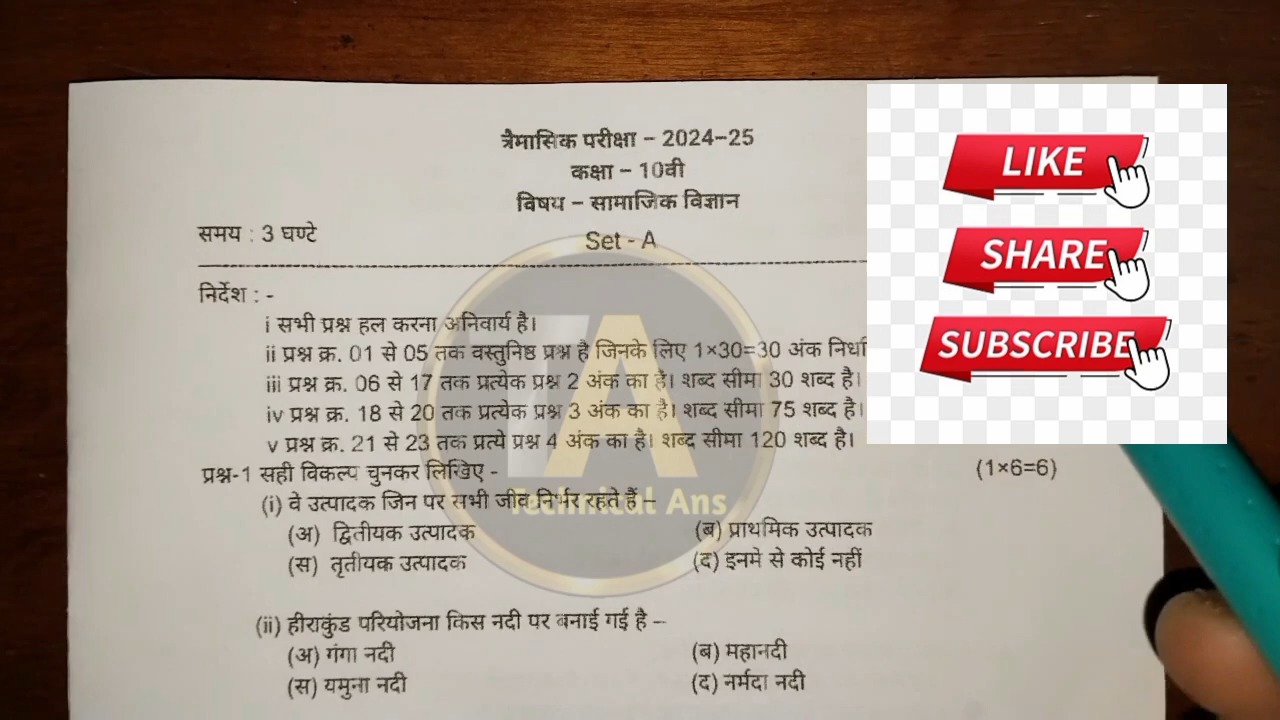 त्रैमासिक परीक्षा – 2024–25
कक्षा – 10वी
विषय – सामाजिक विज्ञान
समय : 3 घण्टे
Set - A
निर्देश : -
i सभी प्रश्न हल करना अनिवार्य है।
ii प्रश्न क्र. 01 से 05 तक वस्तुनिष्ठ प्रश्न है जिनके लिए 1×30=30 अंक
iii प्रश्न क्र. 06 से 17 तक प्रत्येक प्रश्न 2 अंक का है। शब्द सीमा 30 शब्द है।
iv प्रश्न क्र. 18 से 20 तक प्रत्येक प्रश्न 3 अंक का है। शब्द सीमा 75 शब्द है।
v प्रश्न क्र. 21 से 23 तक प्रत्ये प्रश्न 4 अंक का है। शब्द सीमा 120 शब्द है।
प्रश्न-1 सही विकल्प चुनकर लिखिए - (1×6=6)
(i) वे उत्पादक जिन पर सभी जीव निर्भर रहते हैं –
(अ) द्वितीयक उत्पादक (ब) प्राथमिक उत्पादक
(स) तृतीयक उत्पादक (द) इनमे से कोई नहीं
(ii) हीराकुंड परियोजना किस नदी पर बनाई गई है –
(अ) गंगा नदी (ब) महानदी
(स) यमुना नदी (द) नर्मदा नदी
LIKE
SHARE
SUBSCRIBE
TA
Technical Ans